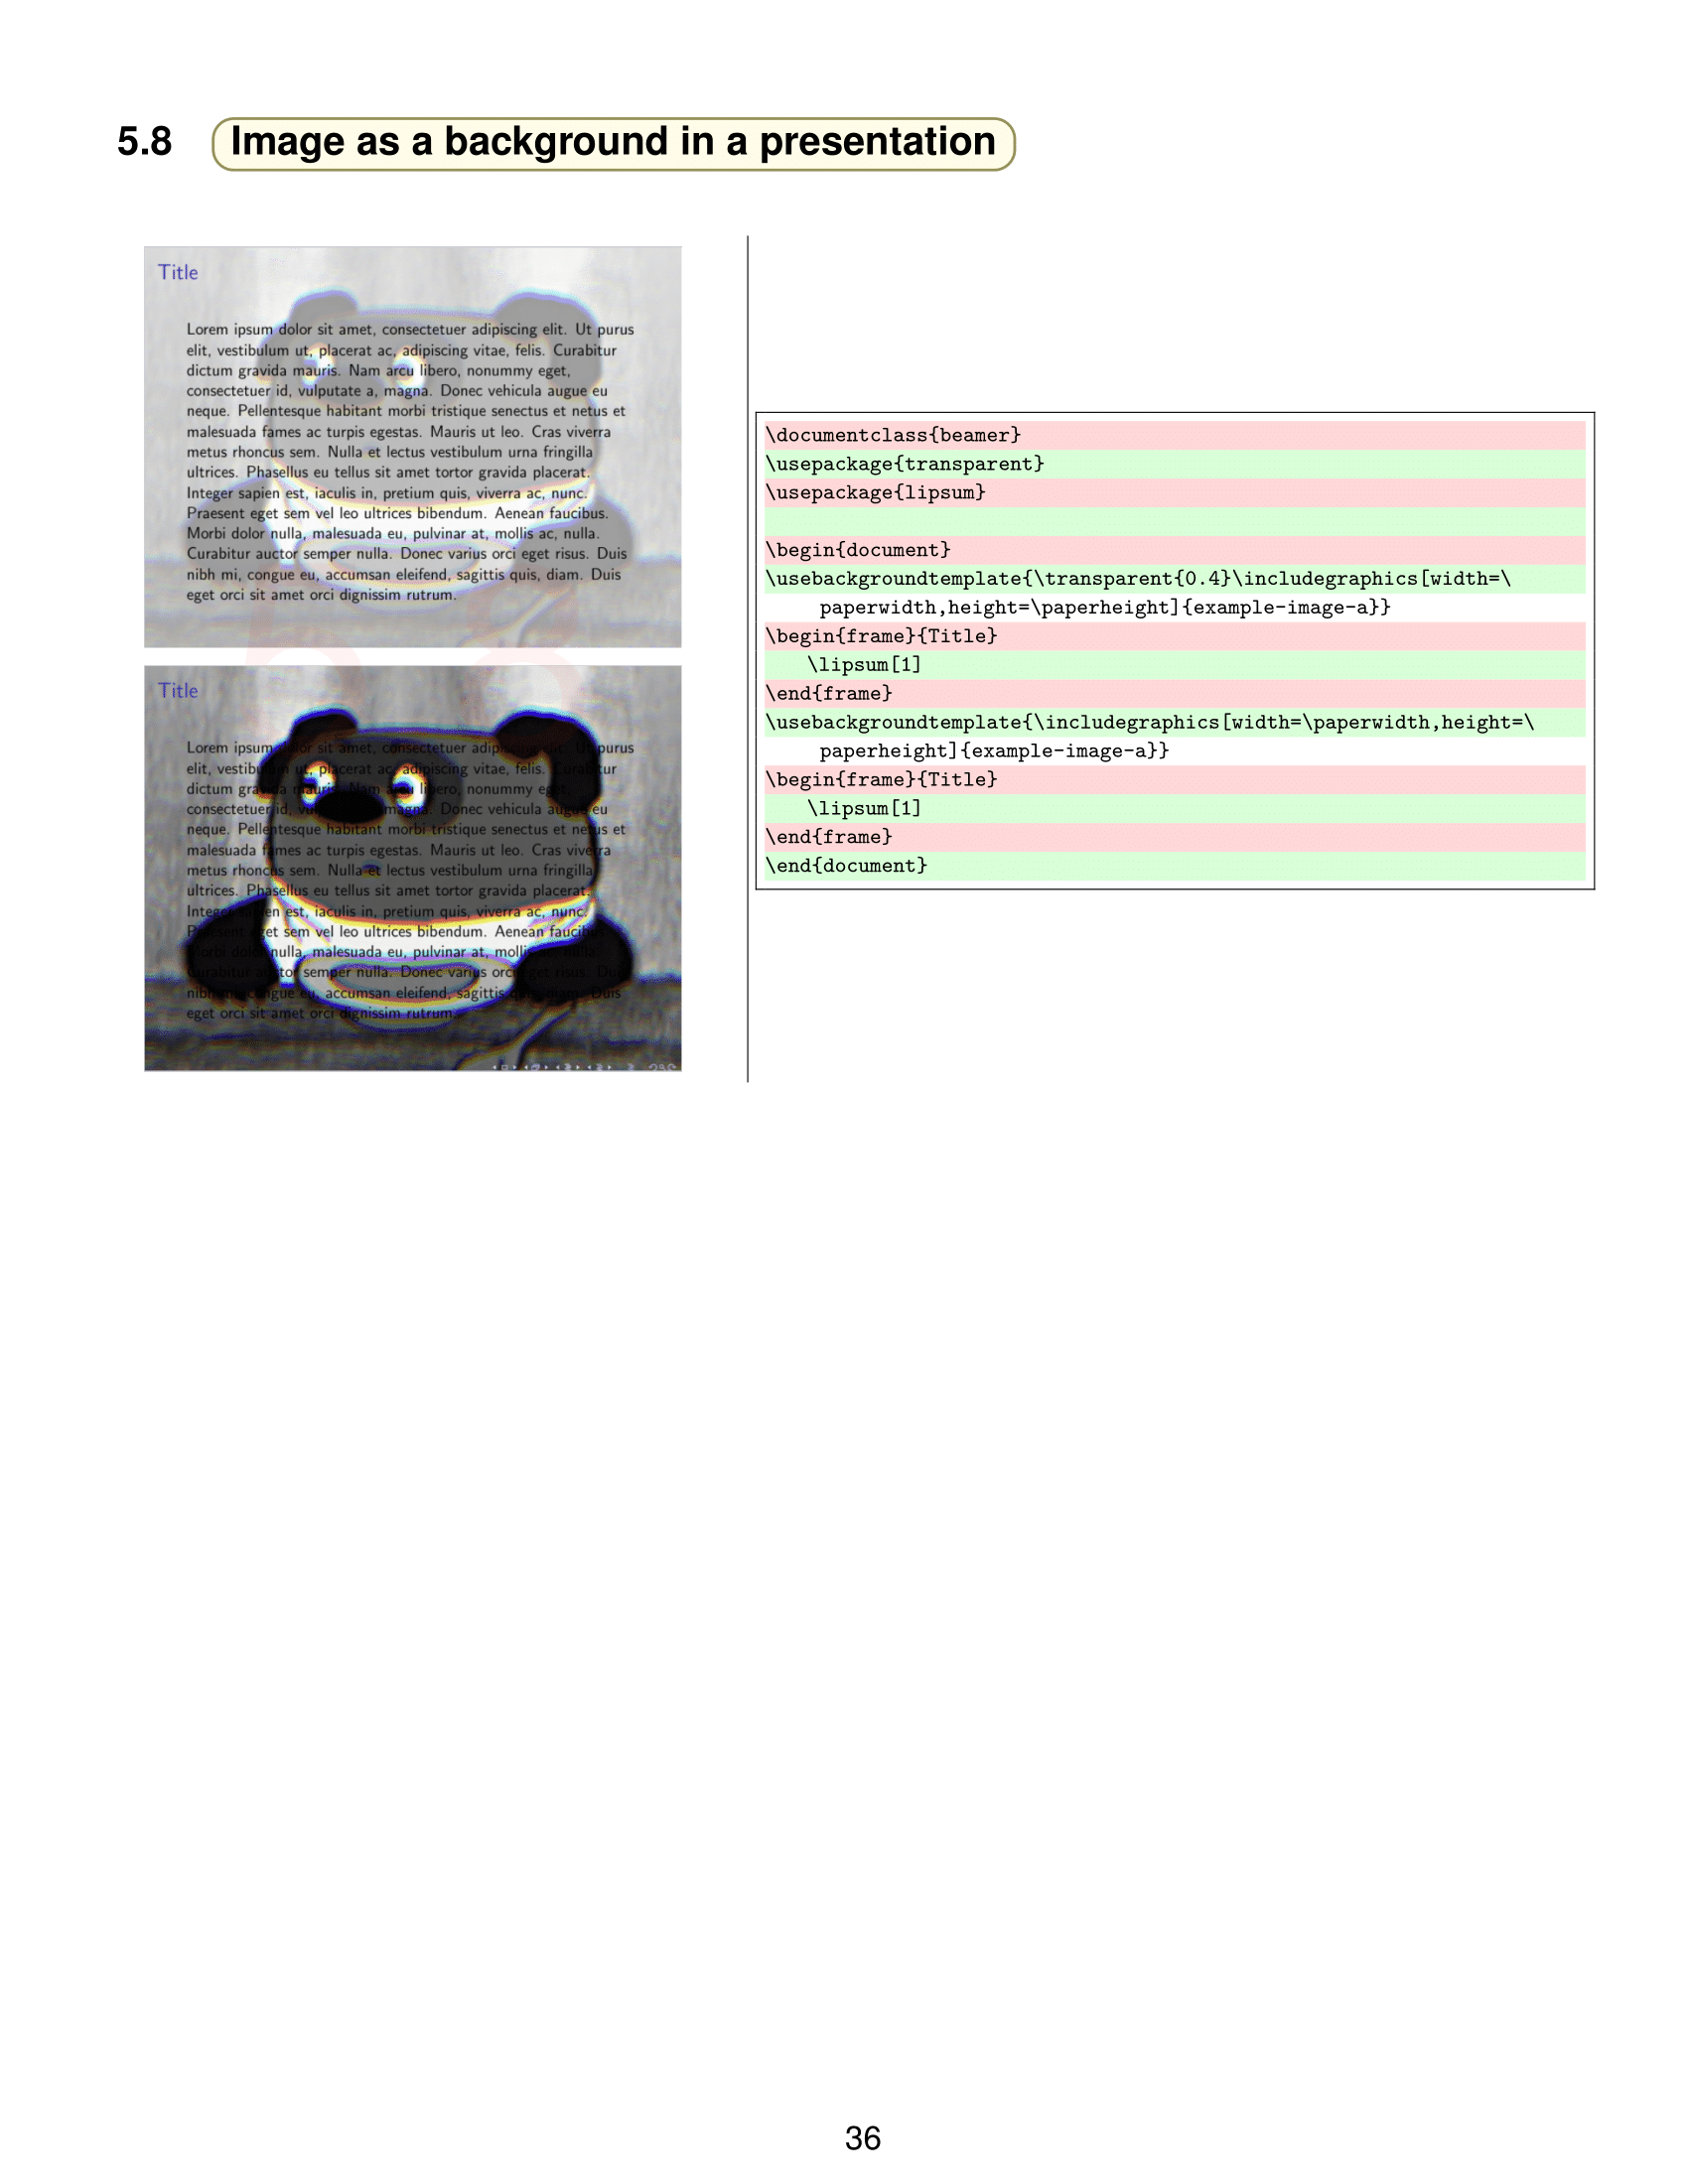 5.8 Image as a background in a presentation
Title
Lorem ipsum dolor sit amet, consectetuer adipiscing elit. Ut purus
elit, vestibulum ut, placerat ac, adipiscing vitae, felis. Curabitur
dictum gravida mauris. Nam arcu libero, nonummy eget,
consectetuer id, vulputate a, magna. Donec vehicula augue eu
neque. Pellentesque habitant morbi tristique senectus et netus et
malesuada fames ac turpis egestas. Mauris ut leo. Cras viverra
metus rhoncus sem. Nulla et lectus vestibulum urna fringilla
ultrices. Phasellus eu tellus sit amet tortor gravida placerat.
Integer sapien est, iaculis in, pretium quis, viverra ac, nunc.
Praesent eget sem vel leo ultrices bibendum. Aenean faucibus.
Morbi dolor nulla, malesuada eu, pulvinar at, mollis ac, nulla.
Curabitur auctor semper nulla. Donec varius orci eget risus. Duis
nibh mi, congue eu, accumsan eleifend, sagittis quis, diam. Duis
eget orci sit amet orci dignissim rutrum.
Title
Lorem ipsum dolor sit amet, consectetuer adipiscing elit. Ut purus
elit, vestibulum ut, placerat ac, adipiscing vitae, felis. Curabitur
dictum gravida mauris. Nam arcu libero, nonummy eget,
consectetuer id, magna. Donec vehicula augue eu
neque. Pellentesque habitant morbi tristique senectus et netus et
malesuada fames ac turpis egestas. Mauris ut leo. Cras viverra
metus rhoncus sem. Nulla et lectus vestibulum urna fringilla
ultrices. Phasellus eu tellus sit amet tortor gravida placerat.
Integer sapien est, iaculis in, pretium quis, viverra ac, nunc.
Praesent eget sem vel leo ultrices bibendum. Aenean faucibus.
Morbi dolor nulla, malesuada eu, pulvinar at, mollis ac, nulla.
Curabitur auctor semper nulla. Donec varius orci eget risus. Duis
nibh congue eu, accumsan eleifend, sagittis quis, diam. Duis
eget orci sit amet orci dignissim rutrum.
\documentclass{beamer}
\usepackage{transparent}
\usepackage{lipsum}
\begin{document}
\usebackgroundtemplate{\transparent{0.4}\includegraphics[width=\
paperwidth,height=\paperheight]{example-image-a}}
\begin{frame}{Title}
\lipsum[1]
\end{frame}
\usebackgroundtemplate{\includegraphics[width=\paperwidth,height=\
paperheight]{example-image-a}}
\begin{frame}{Title}
\lipsum[1]
\end{frame}
\end{document}
36